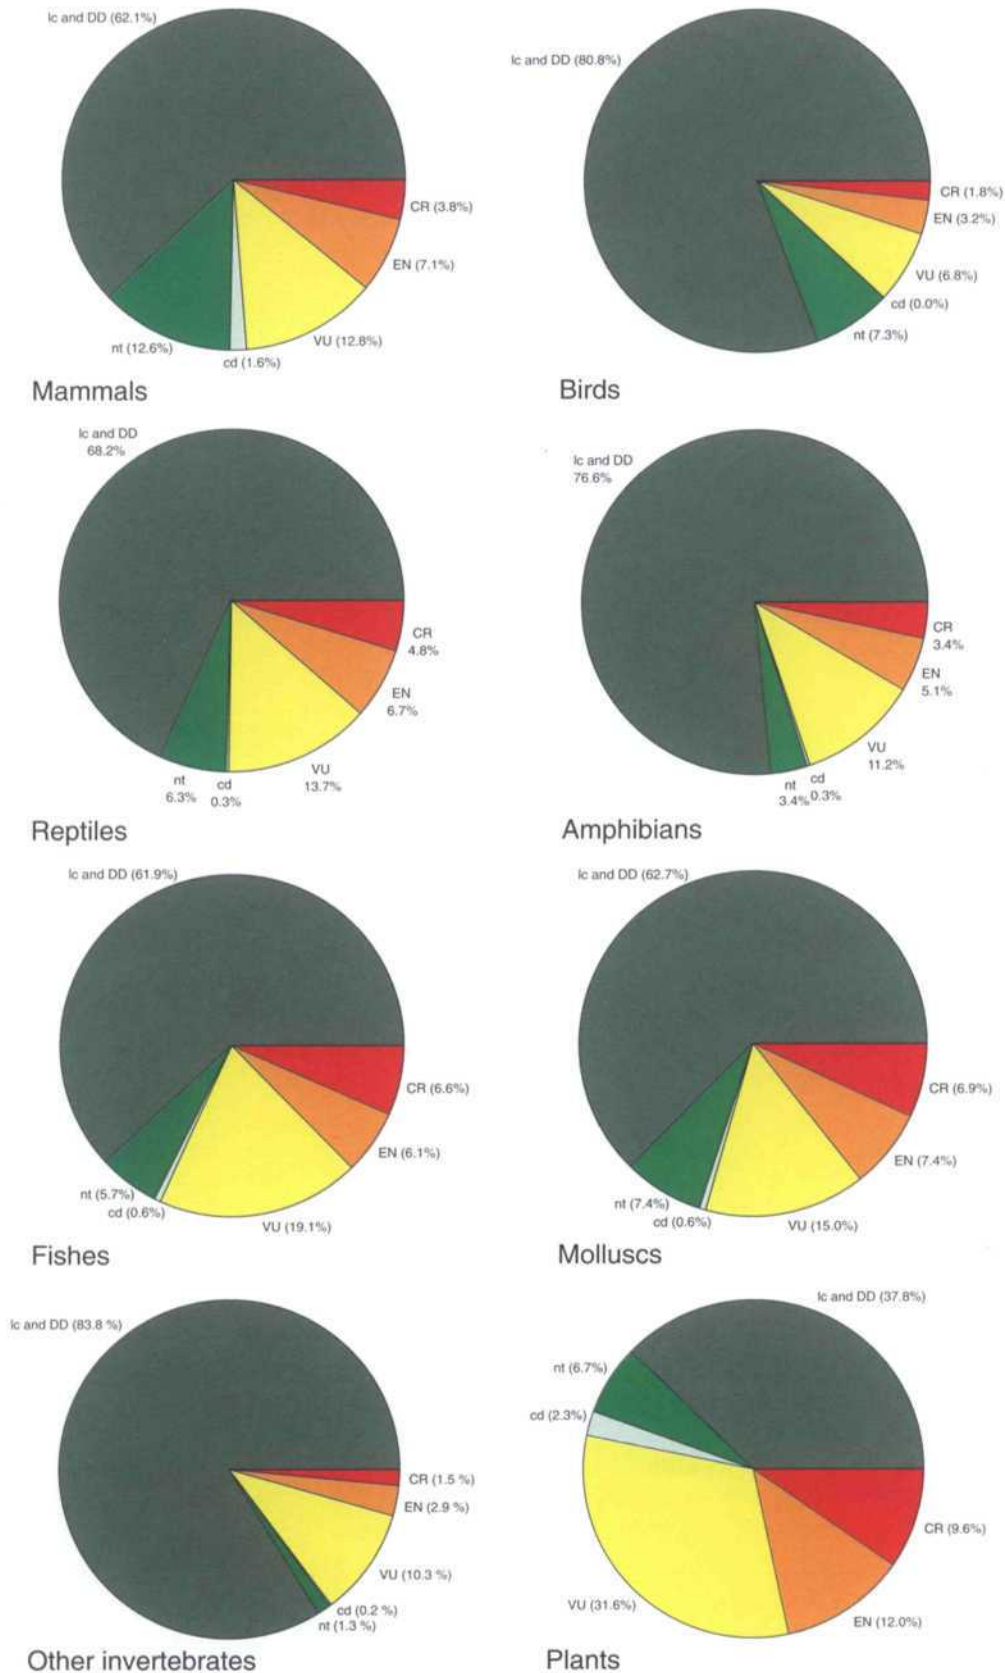 lc and DD (62.1%)
CR (3.8%)
EN (7.1%)
VU (12.8%)
cd (1.6%)
nt (12.6%)
Mammals
lc and DD (80.8%)
CR (1.8%)
EN (3.2%)
VU (6.8%)
cd (0.0%)
nt (7.3%)
Birds
lc and DD
68.2%
CR
4.8%
EN
6.7%
VU
13.7%
cd
0.3%
nt
6.3%
Reptiles
lc and DD
76.6%
CR
3.4%
EN
5.1%
VU
11.2%
cd
0.3%
nt
3.4%
Amphibians
lc and DD (61.9%)
CR (6.6%)
EN (6.1%)
VU (19.1%)
cd (0.6%)
nt (5.7%)
Fishes
lc and DD (62.7%)
CR (6.9%)
EN (7.4%)
VU (15.0%)
cd (0.6%)
nt (7.4%)
Molluscs
lc and DD (83.8 %)
CR (1.5 %)
EN (2.9 %)
VU (10.3 %)
cd (0.2 %)
nt (1.3 %)
Other invertebrates
lc and DD (37.8%)
nt (6.7%)
cd (2.3%)
VU (31.6%)
EN (12.0%)
CR (9.6%)
Plants